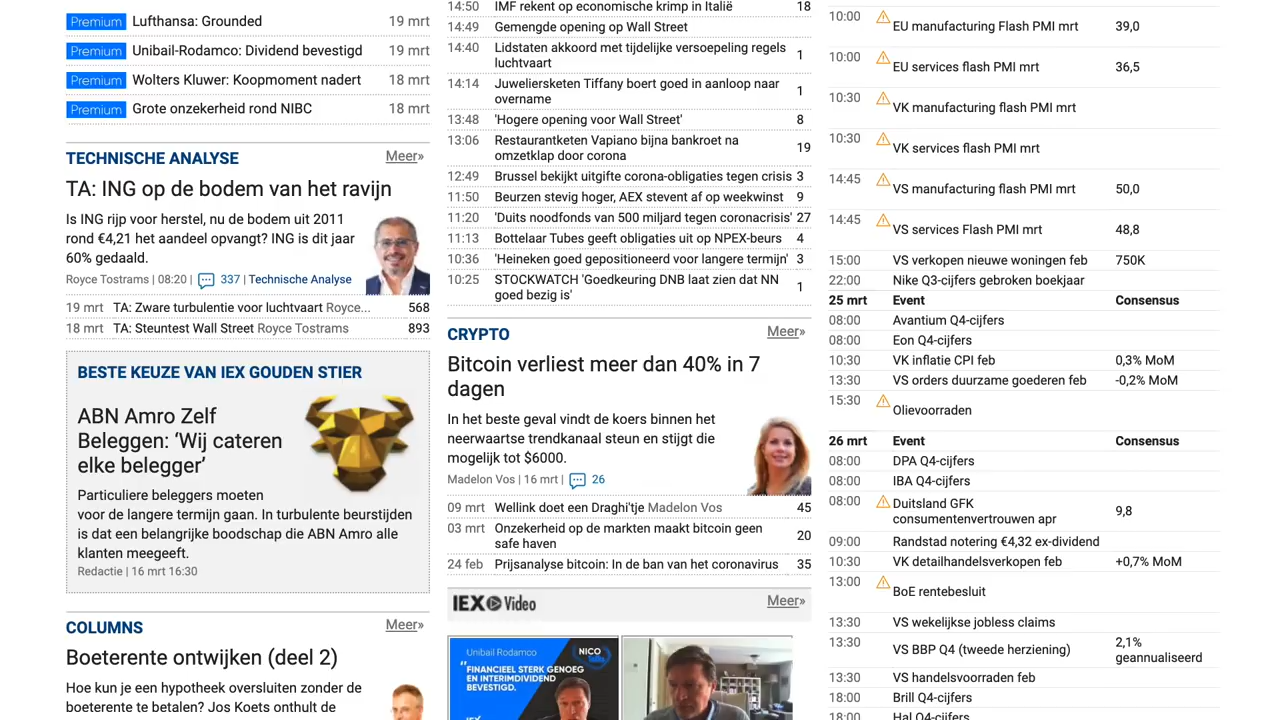 Premium Lufthansa: Grounded 19 mrt
Premium Unibail-Rodamco: Dividend bevestigd 19 mrt
Premium Wolters Kluwer: Koopmoment nadert 18 mrt
Premium Grote onzekerheid rond NIBC 18 mrt
TECHNISCHE ANALYSE Meer»
TA: ING op de bodem van het ravijn
Is ING rijp voor herstel, nu de bodem uit 2011
rond €4,21 het aandeel opvangt? ING is dit jaar
60% gedaald.
Royce Tostrams | 08:20 | 337 | Technische Analyse
19 mrt TA: Zware turbulentie voor luchtvaart Royce... 568
18 mrt TA: Steuntest Wall Street Royce Tostrams 893
BESTE KEUZE VAN IEX GOUDEN STIER
ABN Amro Zelf
Beleggen: ‘Wij cateren
elke belegger’
Particuliere beleggers moeten
voor de langere termijn gaan. In turbulente beurstijden
is dat een belangrijke boodschap die ABN Amro alle
klanten meegeeft.
Redactie | 16 mrt 16:30
COLUMNS Meer»
Boeterente ontwijken (deel 2)
Hoe kun je een hypotheek oversluiten zonder de
boeterente te betalen? Jos Koets onthult de
14:50 IMF rekent op economische krimp in Italië 18
14:49 Gemengde opening op Wall Street
14:40 Lidstaten akkoord met tijdelijke versoepeling regels
luchtvaart 1
14:14 Juweliersketen Tiffany boert goed in aanloop naar
overname 1
13:48 'Hogere opening voor Wall Street' 8
13:06 Restaurantketen Vapiano bijna bankroet na
omzetklap door corona 19
12:49 Brussel bekijkt uitgifte corona-obligaties tegen crisis 3
11:50 Beurzen stevig hoger, AEX stevent af op weekwinst 9
11:20 'Duits noodfonds van 500 miljard tegen coronacrisis' 27
11:13 Bottelaar Tubes geeft obligaties uit op NPEX-beurs 4
10:36 'Heineken goed gepositioneerd voor langere termijn' 3
10:25 STOCKWATCH 'Goedkeuring DNB laat zien dat NN
goed bezig is' 1
CRYPTO Meer»
Bitcoin verliest meer dan 40% in 7
dagen
In het beste geval vindt de koers binnen het
neerwaartse trendkanaal steun en stijgt die
mogelijk tot $6000.
Madelon Vos | 16 mrt | 26
09 mrt Wellink doet een Draghi'tje Madelon Vos 45
03 mrt Onzekerheid op de markten maakt bitcoin geen
safe haven 20
24 feb Prijsanalyse bitcoin: In de ban van het coronavirus 35
IEX Video Meer»
Unibail Rodamco NICO Talks
"FINANCIEEL STERK GENOEG
EN INTERIMDIVIDEND
BEVESTIGD.
IEX
10:00 EU manufacturing Flash PMI mrt 39,0
10:00 EU services flash PMI mrt 36,5
10:30 VK manufacturing flash PMI mrt
10:30 VK services flash PMI mrt
14:45 VS manufacturing flash PMI mrt 50,0
14:45 VS services Flash PMI mrt 48,8
15:00 VS verkopen nieuwe woningen feb 750K
22:00 Nike Q3-cijfers gebroken boekjaar
25 mrt Event Consensus
08:00 Avantium Q4-cijfers
08:00 Eon Q4-cijfers
10:30 VK inflatie CPI feb 0,3% MoM
13:30 VS orders duurzame goederen feb -0,2% MoM
15:30 Olievoorraden
26 mrt Event Consensus
08:00 DPA Q4-cijfers
08:00 IBA Q4-cijfers
08:00 Duitsland GFK
consumentenvertrouwen apr 9,8
09:00 Randstad notering €4,32 ex-dividend
10:30 VK detailhandelsverkopen feb +0,7% MoM
13:00 BoE rentebesluit
13:30 VS wekelijkse jobless claims
13:30 VS BBP Q4 (tweede herziening) 2,1%
geannualiseerd
13:30 VS handelsvoorraden feb
18:00 Brill Q4-cijfers
18:00 Hal Q4-cijfers